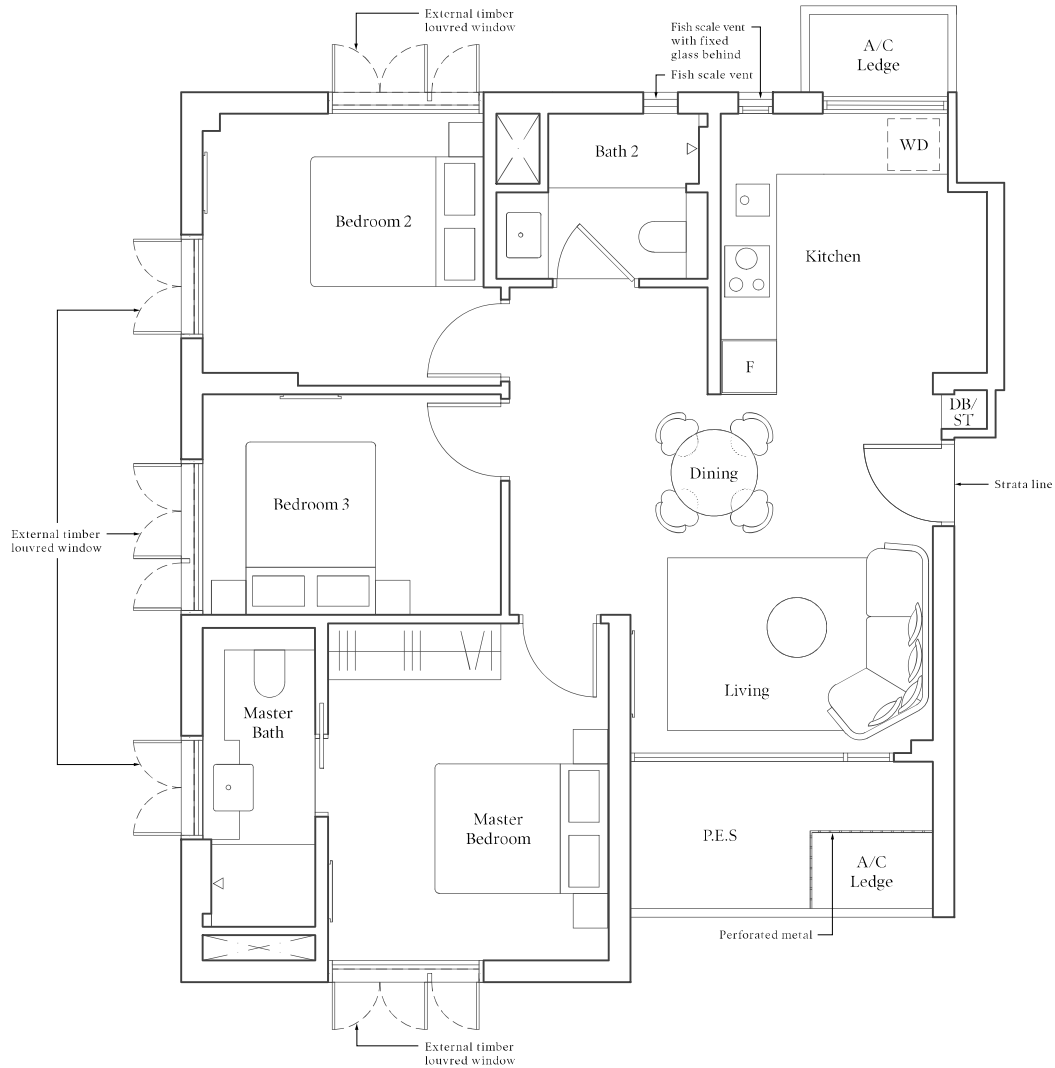 External timber
louvred window
Fish scale vent
with fixed
glass behind
Fish scale vent
A/C
Ledge
WD
Bath 2
Bedroom 2
Kitchen
F
DB/
ST
Dining
Strata line
Bedroom 3
External timber
louvred window
Living
Master
Bath
Master
Bedroom
P.E.S
A/C
Ledge
Perforated metal
External timber
louvred window